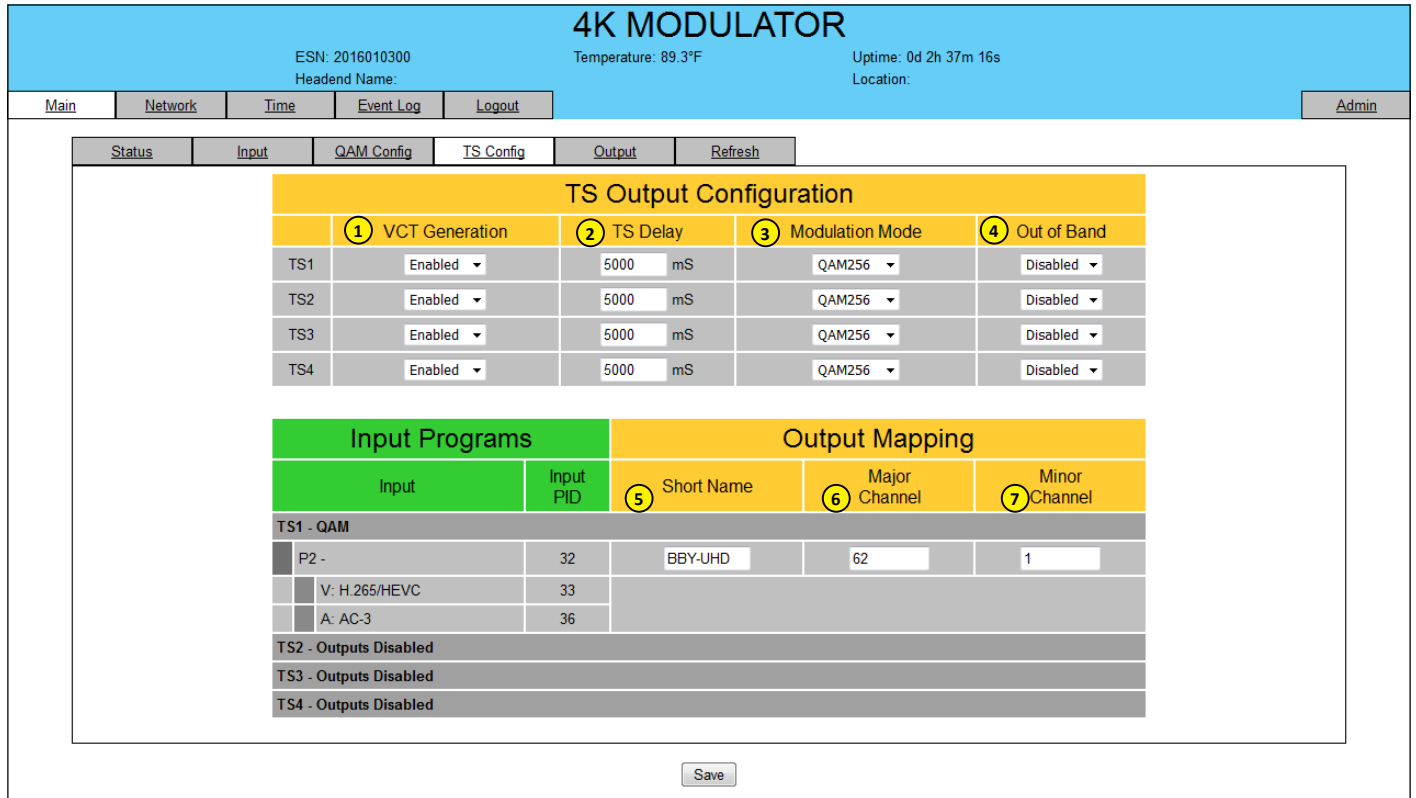 4K MODULATOR
ESN: 2016010300 Temperature: 89.3°F Uptime: 0d 2h 37m 16s
Headend Name: Location:
Main Network Time Event Log Logout Admin
Status Input QAM Config TS Config Output Refresh
TS Output Configuration
1 VCT Generation 2 TS Delay 3 Modulation Mode 4 Out of Band
TS1 Enabled 5000 mS QAM256 Disabled
TS2 Enabled 5000 mS QAM256 Disabled
TS3 Enabled 5000 mS QAM256 Disabled
TS4 Enabled 5000 mS QAM256 Disabled
Input Programs Output Mapping
Input Input PID 5 Short Name 6 Major Channel 7 Minor Channel
TS1 - QAM
P2 - 32 BBY-UHD 62 1
V: H.265/HEVC 33
A: AC-3 36
TS2 - Outputs Disabled
TS3 - Outputs Disabled
TS4 - Outputs Disabled
Save